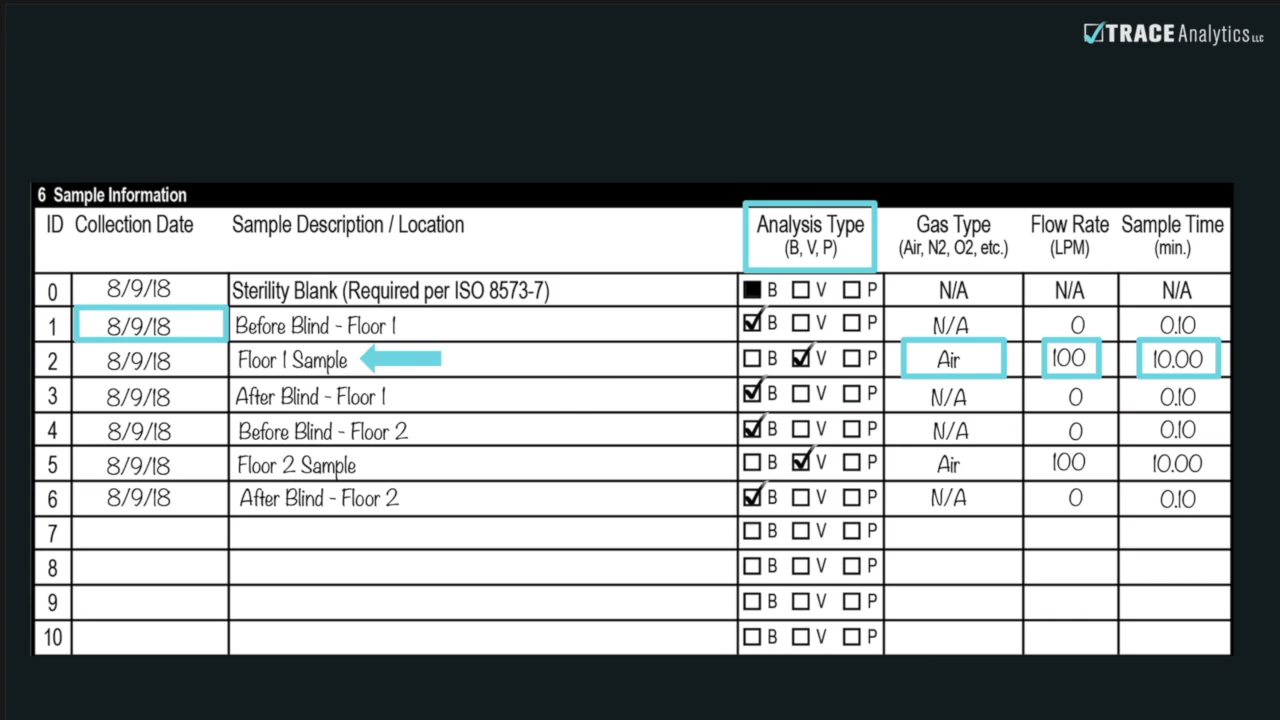 TRACE Analytics LLC
6 Sample Information
ID Collection Date Sample Description / Location Analysis Type Gas Type Flow Rate Sample Time
(B, V, P) (Air, N2, O2, etc.) (LPM) (min.)
0 8/9/18 Sterility Blank (Required per ISO 8573-7) B V P N/A N/A N/A
1 8/9/18 Before Blind - Floor 1 B V P N/A 0 0.10
2 8/9/18 Floor 1 Sample B V P Air 100 10.00
3 8/9/18 After Blind - Floor 1 B V P N/A 0 0.10
4 8/9/18 Before Blind - Floor 2 B V P N/A 0 0.10
5 8/9/18 Floor 2 Sample B V P Air 100 10.00
6 8/9/18 After Blind - Floor 2 B V P N/A 0 0.10
7 B V P
8 B V P
9 B V P
10 B V P